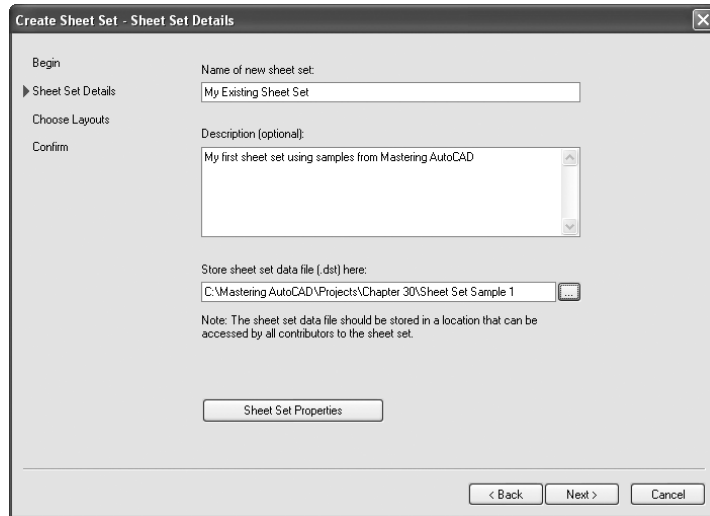 Create Sheet Set - Sheet Set Details
Begin
Sheet Set Details
Choose Layouts
Confirm
Name of new sheet set:
My Existing Sheet Set
Description (optional):
My first sheet set using samples from Mastering AutoCAD
Store sheet set data file (.dst) here:
C:\Mastering AutoCAD\Projects\Chapter 30\Sheet Set Sample 1
...
Note: The sheet set data file should be stored in a location that can be
accessed by all contributors to the sheet set.
Sheet Set Properties
< Back
Next >
Cancel